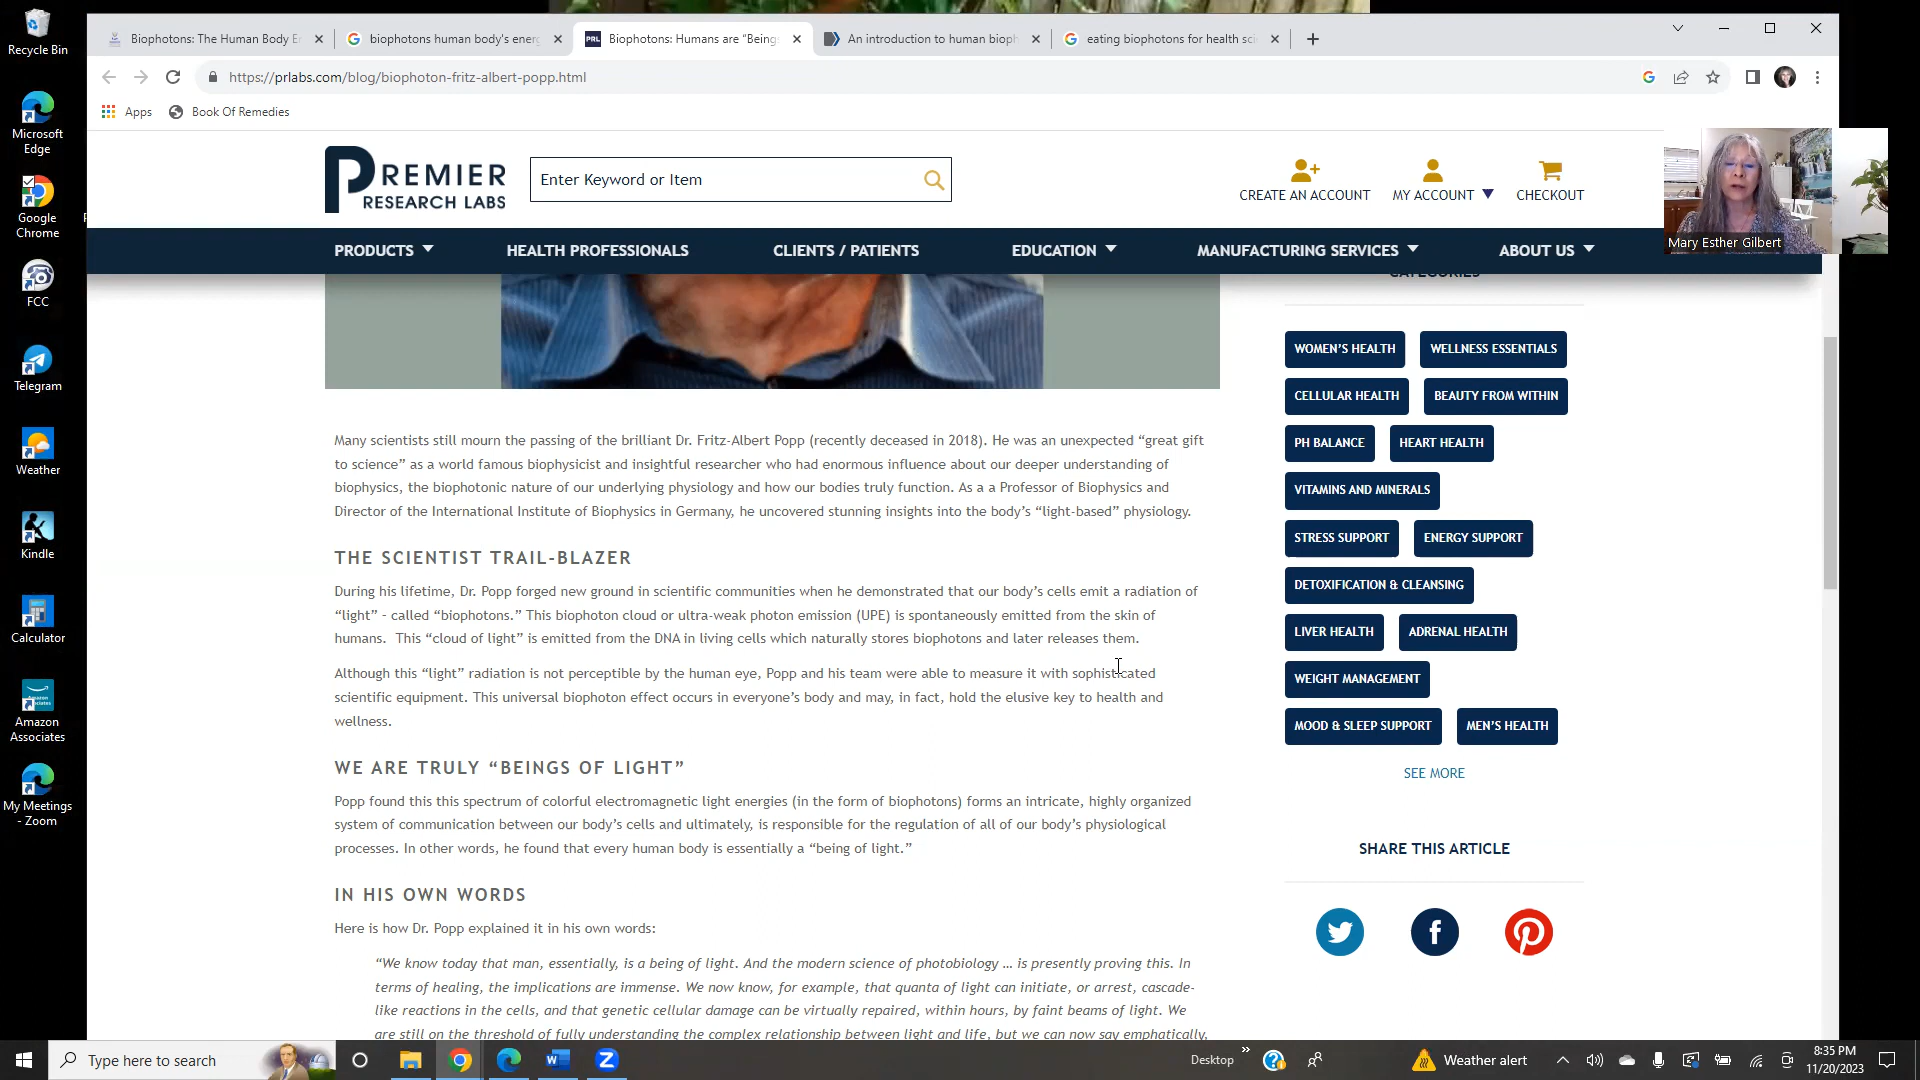 Recycle Bin
Microsoft
Edge
Google
Chrome
FCC
Telegram
Weather
Kindle
Calculator
Amazon
Associates
My Meetings
- Zoom
Biophotons: The Human Body E
biophotons human body's energ
Biophotons: Humans are “Being
An introduction to human bioph
eating biophotons for health sci
https://prlabs.com/blog/biophoton-fritz-albert-popp.html
Apps
Book Of Remedies
PREMIER
RESEARCH LABS
Enter Keyword or Item
CREATE AN ACCOUNT
MY ACCOUNT
CHECKOUT
Mary Esther Gilbert
PRODUCTS
HEALTH PROFESSIONALS
CLIENTS / PATIENTS
EDUCATION
MANUFACTURING SERVICES
ABOUT US
Many scientists still mourn the passing of the brilliant Dr. Fritz-Albert Popp (recently deceased in 2018). He was an unexpected “great gift
to science” as a world famous biophysicist and insightful researcher who had enormous influence about our deeper understanding of
biophysics, the biophotonic nature of our underlying physiology and how our bodies truly function. As a a Professor of Biophysics and
Director of the International Institute of Biophysics in Germany, he uncovered stunning insights into the body’s “light-based” physiology.
THE SCIENTIST TRAIL-BLAZER
During his lifetime, Dr. Popp forged new ground in scientific communities when he demonstrated that our body’s cells emit a radiation of
“light” - called “biophotons.” This biophoton cloud or ultra-weak photon emission (UPE) is spontaneously emitted from the skin of
humans. This “cloud of light” is emitted from the DNA in living cells which naturally stores biophotons and later releases them.
Although this “light” radiation is not perceptible by the human eye, Popp and his team were able to measure it with sophisticated
scientific equipment. This universal biophoton effect occurs in everyone’s body and may, in fact, hold the elusive key to health and
wellness.
WE ARE TRULY “BEINGS OF LIGHT”
Popp found this this spectrum of colorful electromagnetic light energies (in the form of biophotons) forms an intricate, highly organized
system of communication between our body’s cells and ultimately, is responsible for the regulation of all of our body’s physiological
processes. In other words, he found that every human body is essentially a “being of light.”
IN HIS OWN WORDS
Here is how Dr. Popp explained it in his own words:
“We know today that man, essentially, is a being of light. And the modern science of photobiology … is presently proving this. In
terms of healing, the implications are immense. We now know, for example, that quanta of light can initiate, or arrest, cascade-
like reactions in the cells, and that genetic cellular damage can be virtually repaired, within hours, by faint beams of light. We
are still on the threshold of fully understanding the complex relationship between light and life, but we can now say emphatically,
CATEGORIES
WOMEN’S HEALTH
WELLNESS ESSENTIALS
CELLULAR HEALTH
BEAUTY FROM WITHIN
PH BALANCE
HEART HEALTH
VITAMINS AND MINERALS
STRESS SUPPORT
ENERGY SUPPORT
DETOXIFICATION & CLEANSING
LIVER HEALTH
ADRENAL HEALTH
WEIGHT MANAGEMENT
MOOD & SLEEP SUPPORT
MEN’S HEALTH
SEE MORE
SHARE THIS ARTICLE
Type here to search
Desktop
Weather alert
8:35 PM
11/20/2023